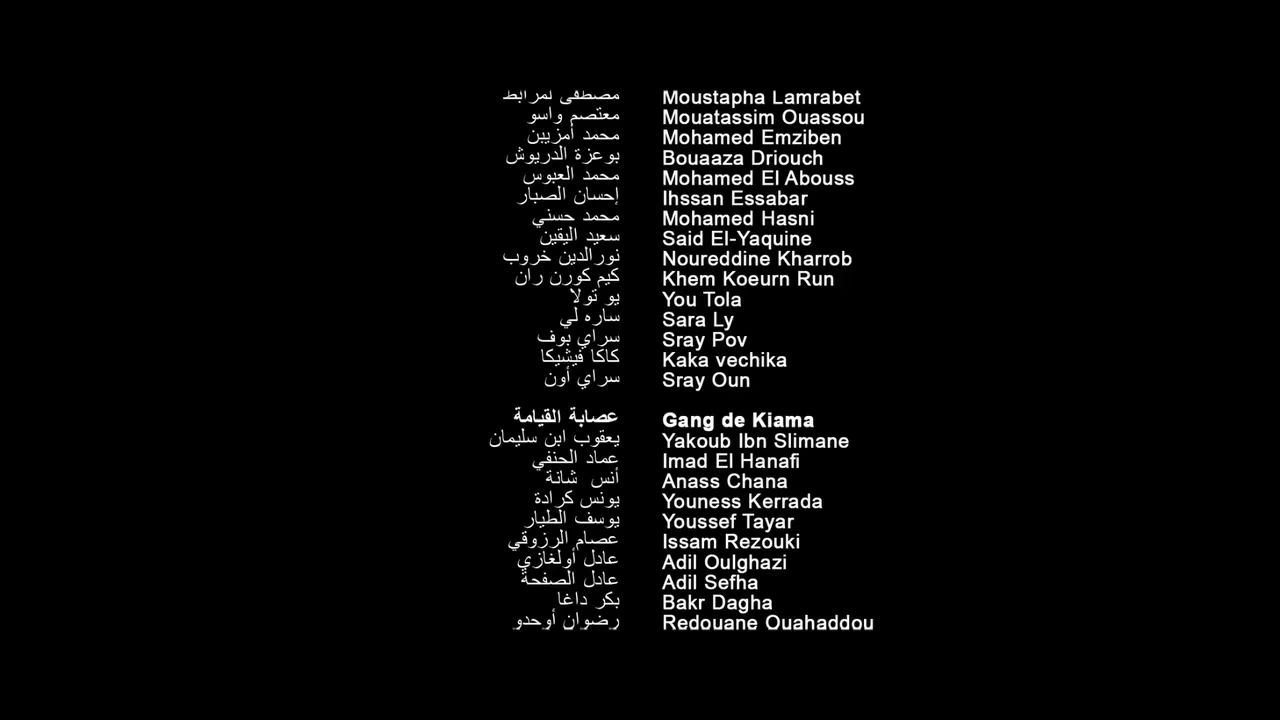 مصطفى لمرابط Moustapha Lamrabet
معتصم واسو Mouatassim Ouassou
محمد أمزيبن Mohamed Emziben
بوعزة الدريوش Bouaaza Driouch
محمد العبوس Mohamed El Abouss
إحسان الصبار Ihssan Essabar
محمد حسني Mohamed Hasni
سعيد اليقين Said El-Yaquine
نورالدين خروب Noureddine Kharrob
كيم كورن ران Khem Koeurn Run
يو تولا You Tola
ساره لي Sara Ly
سراي بوف Sray Pov
كاكا فيشيكا Kaka vechika
سراي أون Sray Oun
عصابة القيامة Gang de Kiama
يعقوب ابن سليمان Yakoub Ibn Slimane
عماد الحنفي Imad El Hanafi
أنس شانة Anass Chana
يونس كرادة Youness Kerrada
يوسف الطيار Youssef Tayar
عصام الرزوقي Issam Rezouki
عادل أولغازي Adil Oulghazi
عادل الصفحة Adil Sefha
بكر داغا Bakr Dagha
رضوان أوحدو Redouane Ouahaddou